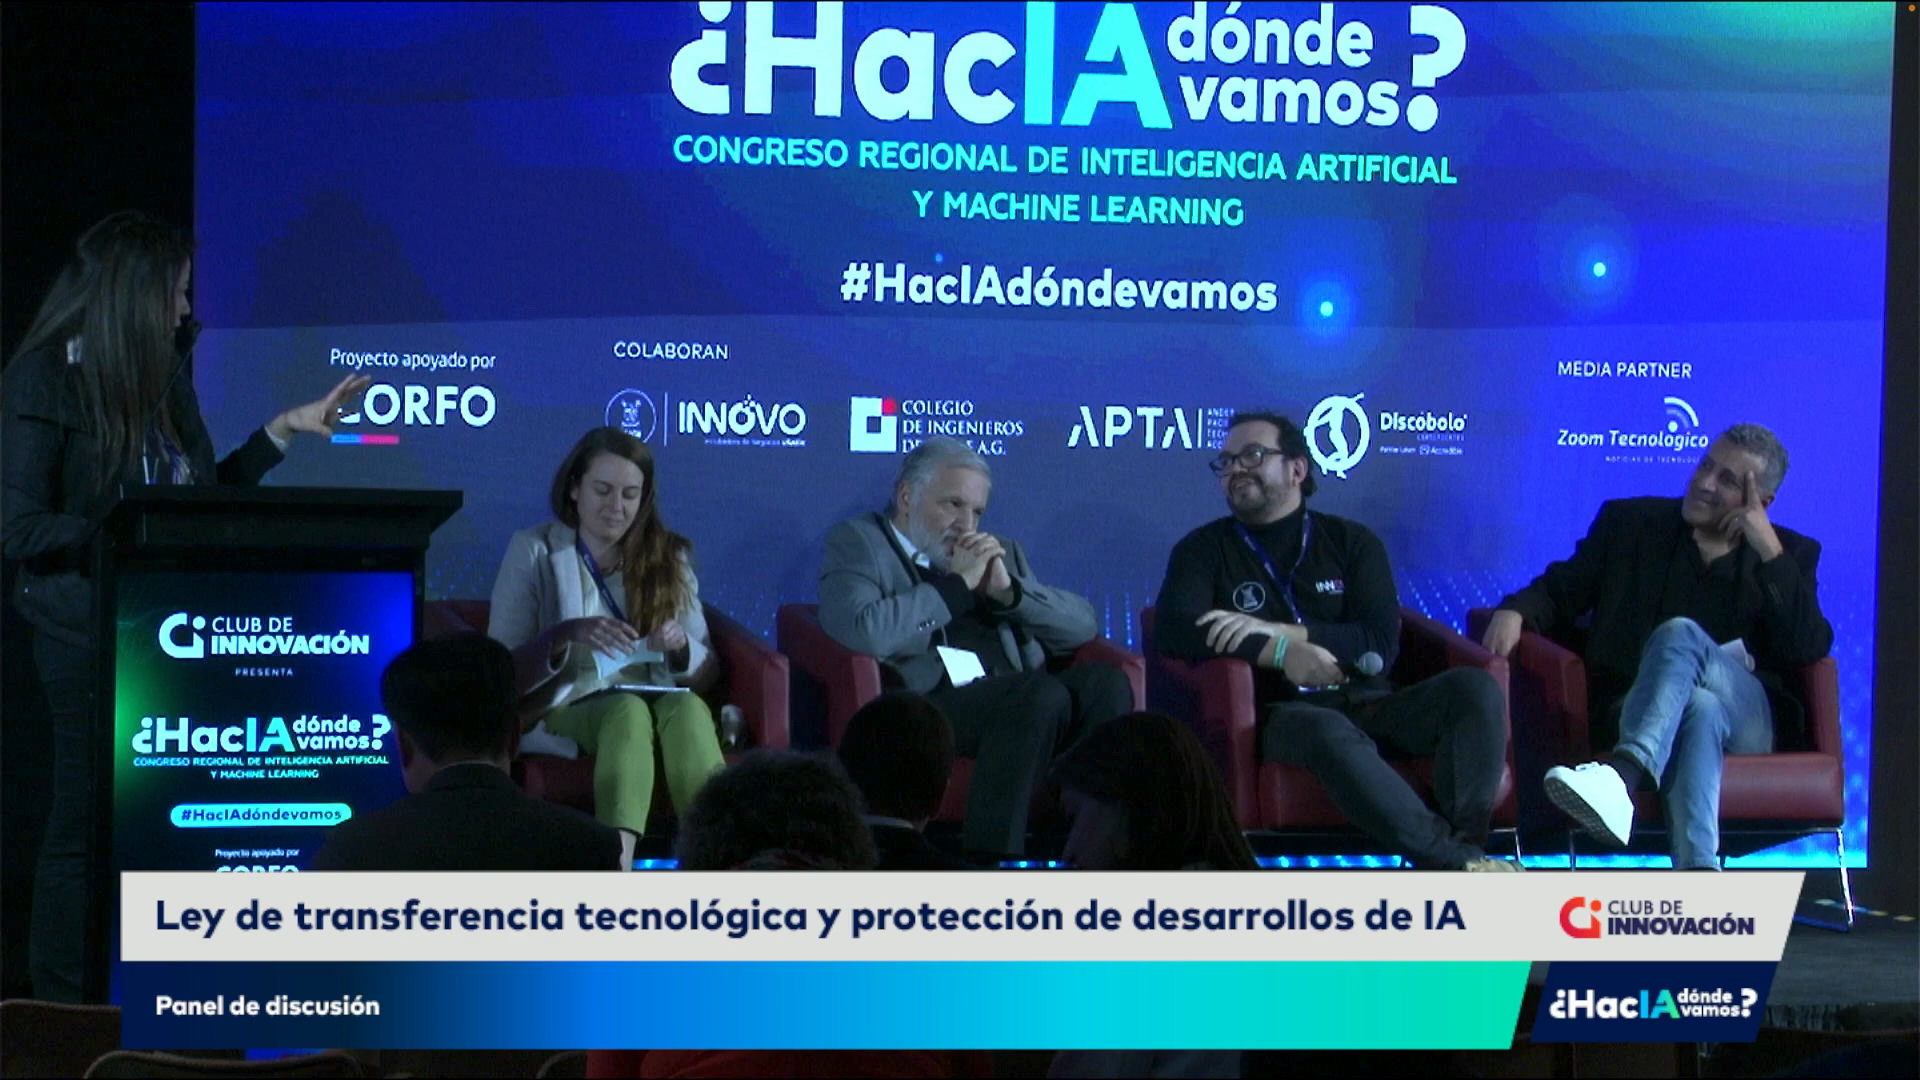 ¿HacIA dónde vamos?
CONGRESO REGIONAL DE INTELIGENCIA ARTIFICIAL
Y MACHINE LEARNING
#HacIAdóndevamos
Proyecto apoyado por
CORFO
COLABORAN
INNOVO
COLEGIO
DE INGENIEROS
A.G.
APTA
Discóbolo
MEDIA PARTNER
Zoom Tecnológico
CLUB DE
INNOVACIÓN
PRESENTA
¿HacIA dónde vamos?
CONGRESO REGIONAL DE INTELIGENCIA ARTIFICIAL
Y MACHINE LEARNING
#HacIAdóndevamos
Proyecto apoyado por
CORFO
Ley de transferencia tecnológica y protección de desarrollos de IA
CLUB DE
INNOVACIÓN
Panel de discusión
¿HacIA dónde vamos?